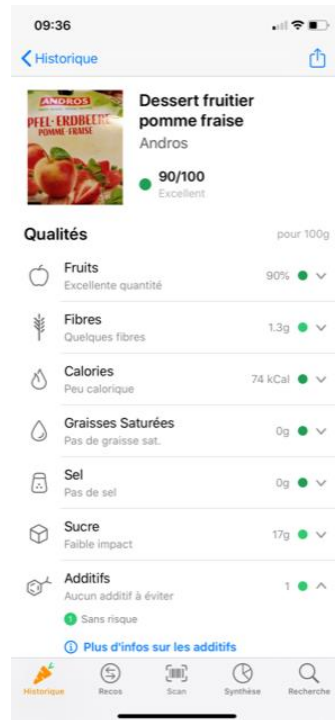 09:36
Historique
ANDROS
PFEL-ERDBEERE
POMME-FRAISE
Dessert fruitier
pomme fraise
Andros
90/100
Excellent
Qualités pour 100g
Fruits 90%
Excellente quantité
Fibres 1.3g
Quelques fibres
Calories 74 kCal
Peu calorique
Graisses Saturées 0g
Pas de graisse sat.
Sel 0g
Pas de sel
Sucre 17g
Faible impact
Additifs 1
Aucun additif à éviter
1 Sans risque
Plus d'infos sur les additifs
Historique Recos Scan Synthèse Recherche